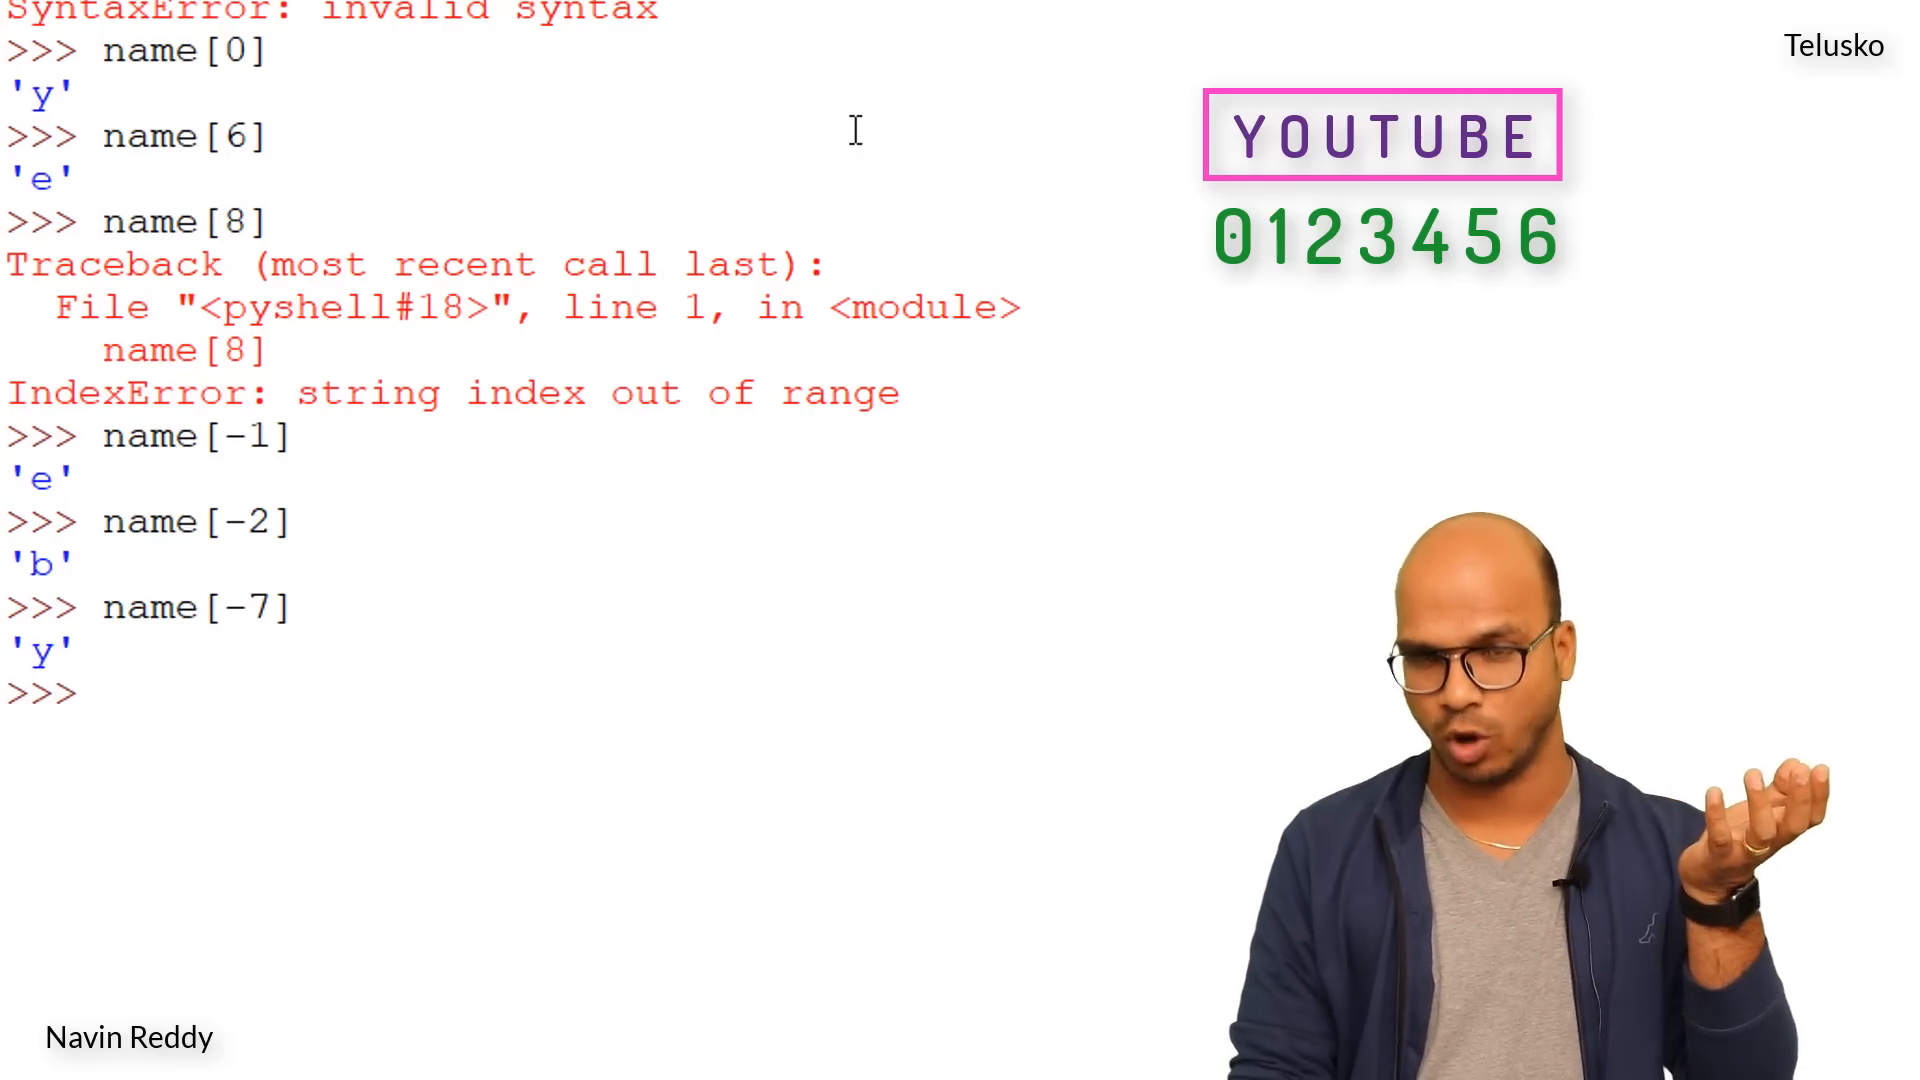 SyntaxError: invalid syntax
>>> name[0]
'y'
>>> name[6]
'e'
>>> name[8]
Traceback (most recent call last):
  File "<pyshell#18>", line 1, in <module>
    name[8]
IndexError: string index out of range
>>> name[-1]
'e'
>>> name[-2]
'b'
>>> name[-7]
'y'
>>>
Telusko
YOUTUBE
0123456
Navin Reddy